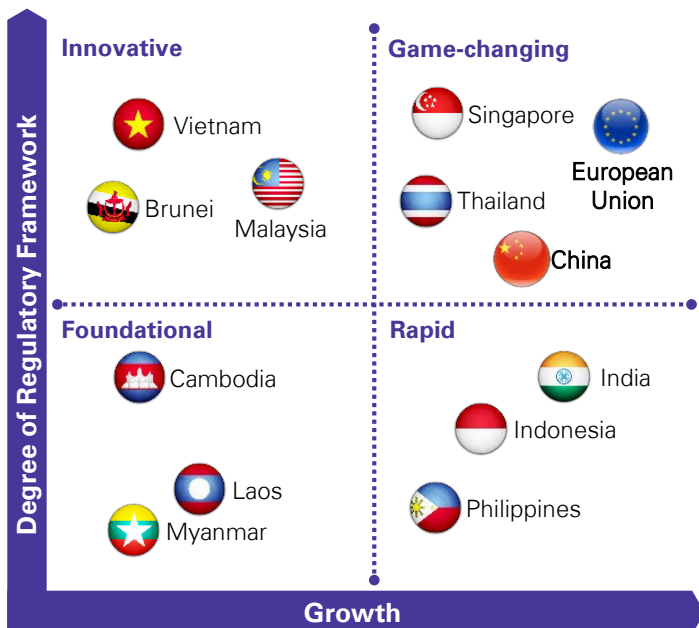 Degree of Regulatory Framework
Innovative
Vietnam
Brunei
Malaysia
Game-changing
Singapore
European
Union
Thailand
China
Foundational
Cambodia
Laos
Myanmar
Rapid
India
Indonesia
Philippines
Growth